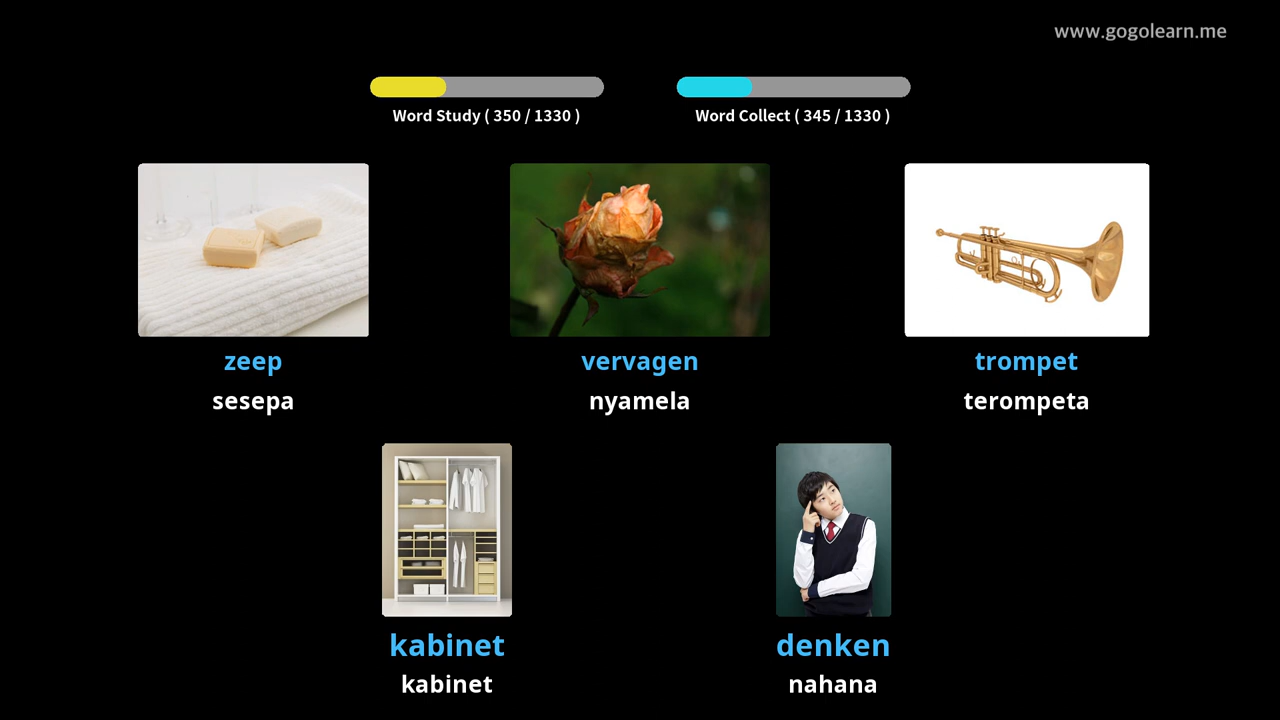 www.gogolearn.me
Word Study ( 350 / 1330 )
Word Collect ( 345 / 1330 )
zeep
sesepa
vervagen
nyamela
trompet
terompeta
kabinet
kabinet
denken
nahana